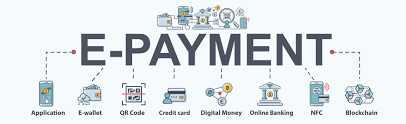 E-PAYMENT
Application E-wallet QR Code Credit card Digital Money Online Banking NFC Blockchain